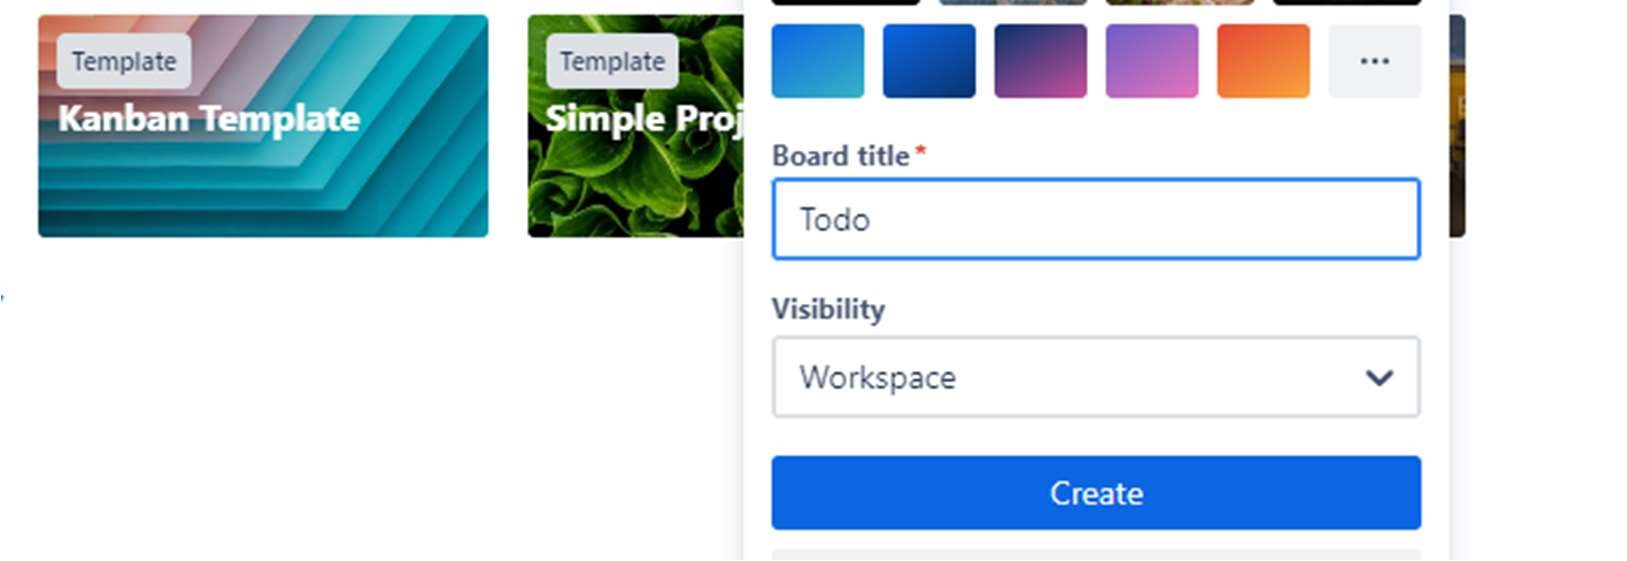 Template
Kanban Template
Template
Simple Proj
Board title*
Todo
Visibility
Workspace
Create